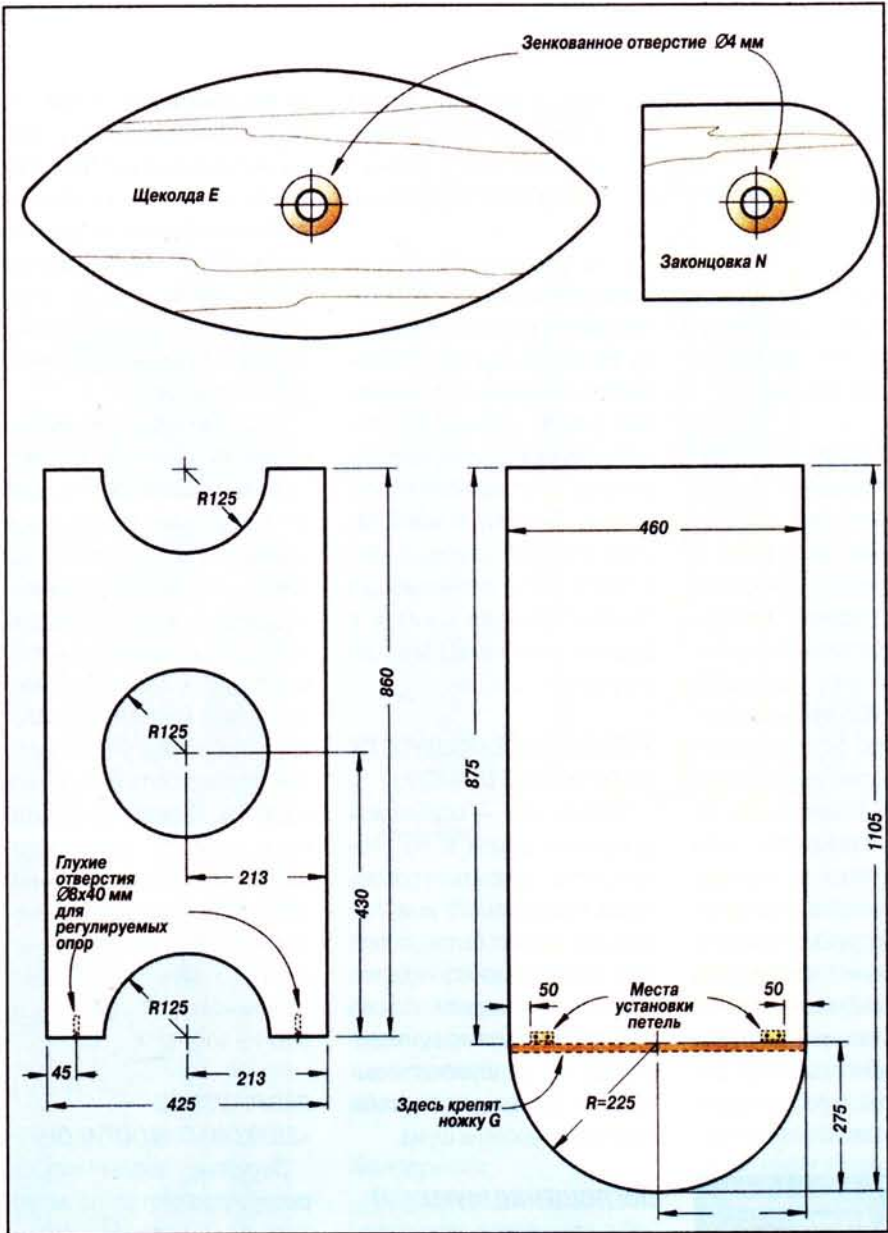 Зенкованное отверстие Ø4 мм
Щеколда E
Законцовка N
R125
460
860
R125
875
1105
Глухие
отверстия
Ø8х40 мм
для
регулируемых
опор
213
430
R125
50
Места
установки
петель
50
45
213
425
Здесь крепят
ножку G
R=225
275